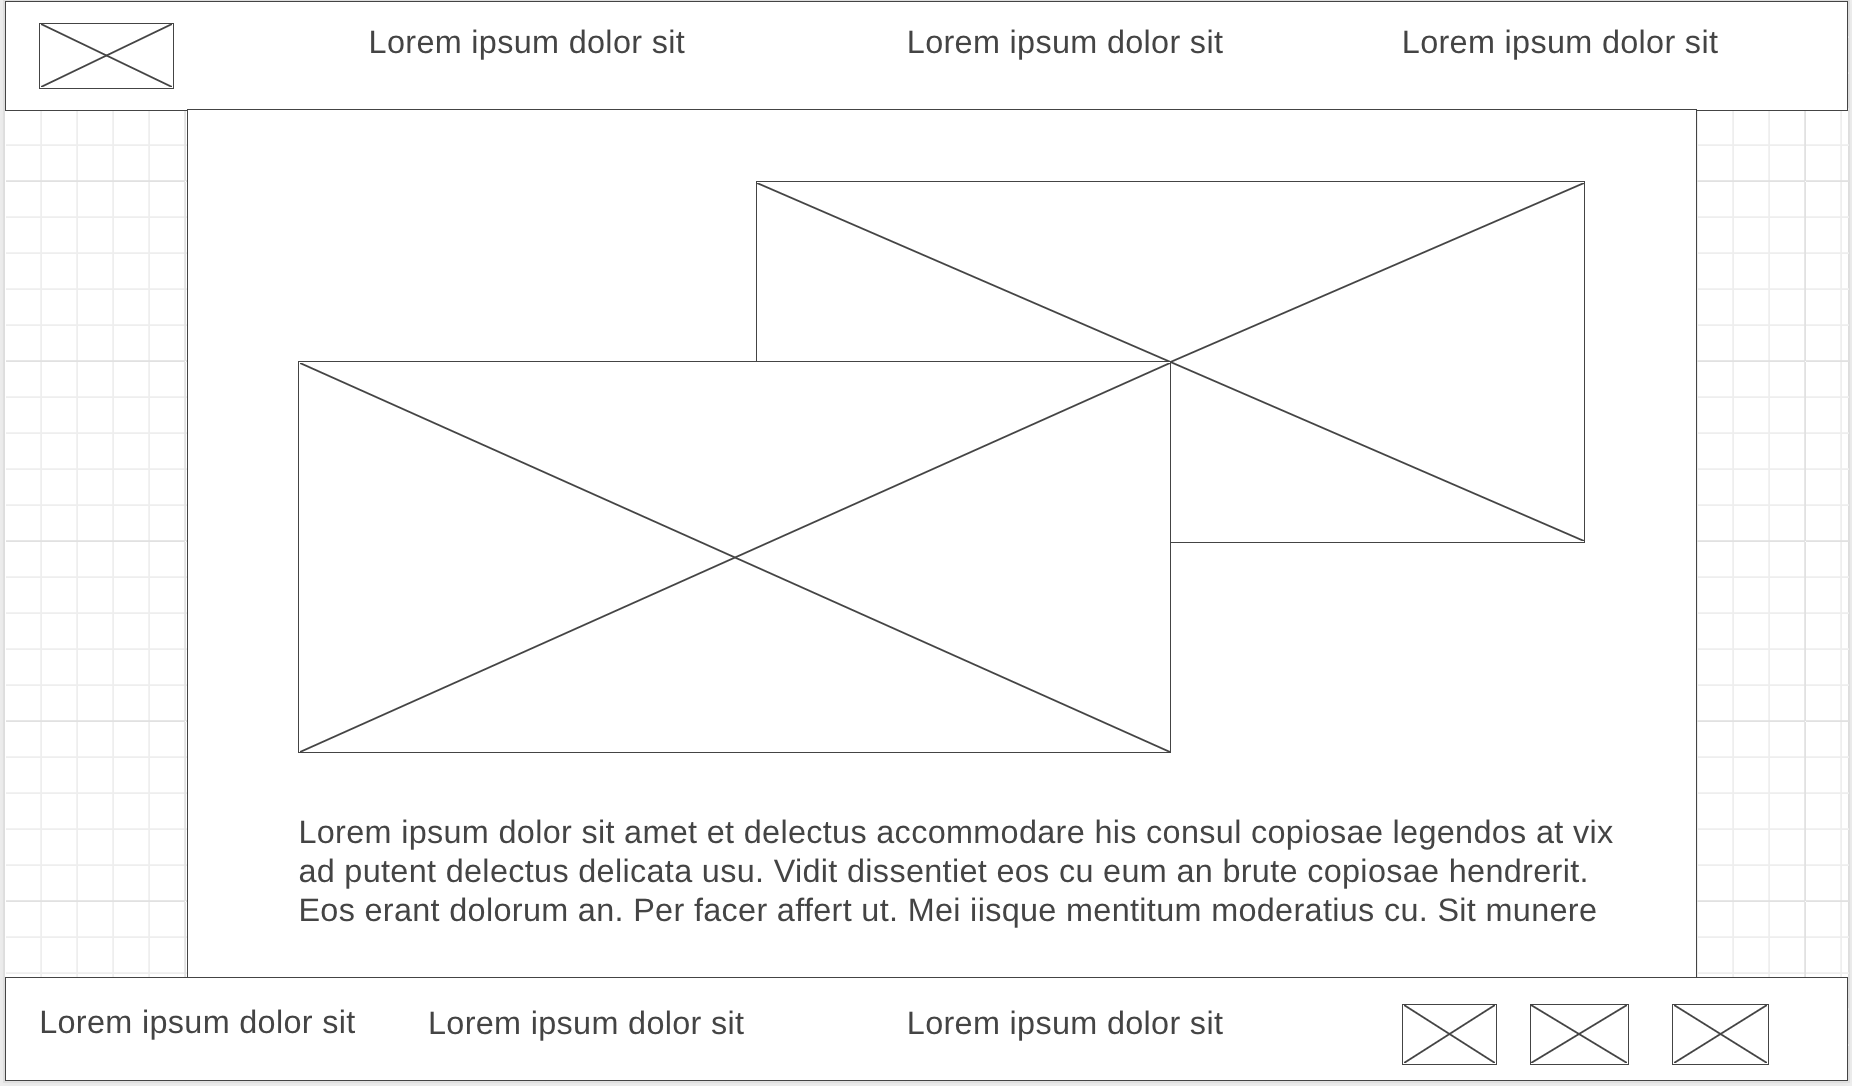 Lorem ipsum dolor sit
Lorem ipsum dolor sit
Lorem ipsum dolor sit
Lorem ipsum dolor sit amet et delectus accommodare his consul copiosae legendos at vix
ad putent delectus delicata usu. Vidit dissentiet eos cu eum an brute copiosae hendrerit.
Eos erant dolorum an. Per facer affert ut. Mei iisque mentitum moderatius cu. Sit munere
Lorem ipsum dolor sit
Lorem ipsum dolor sit
Lorem ipsum dolor sit